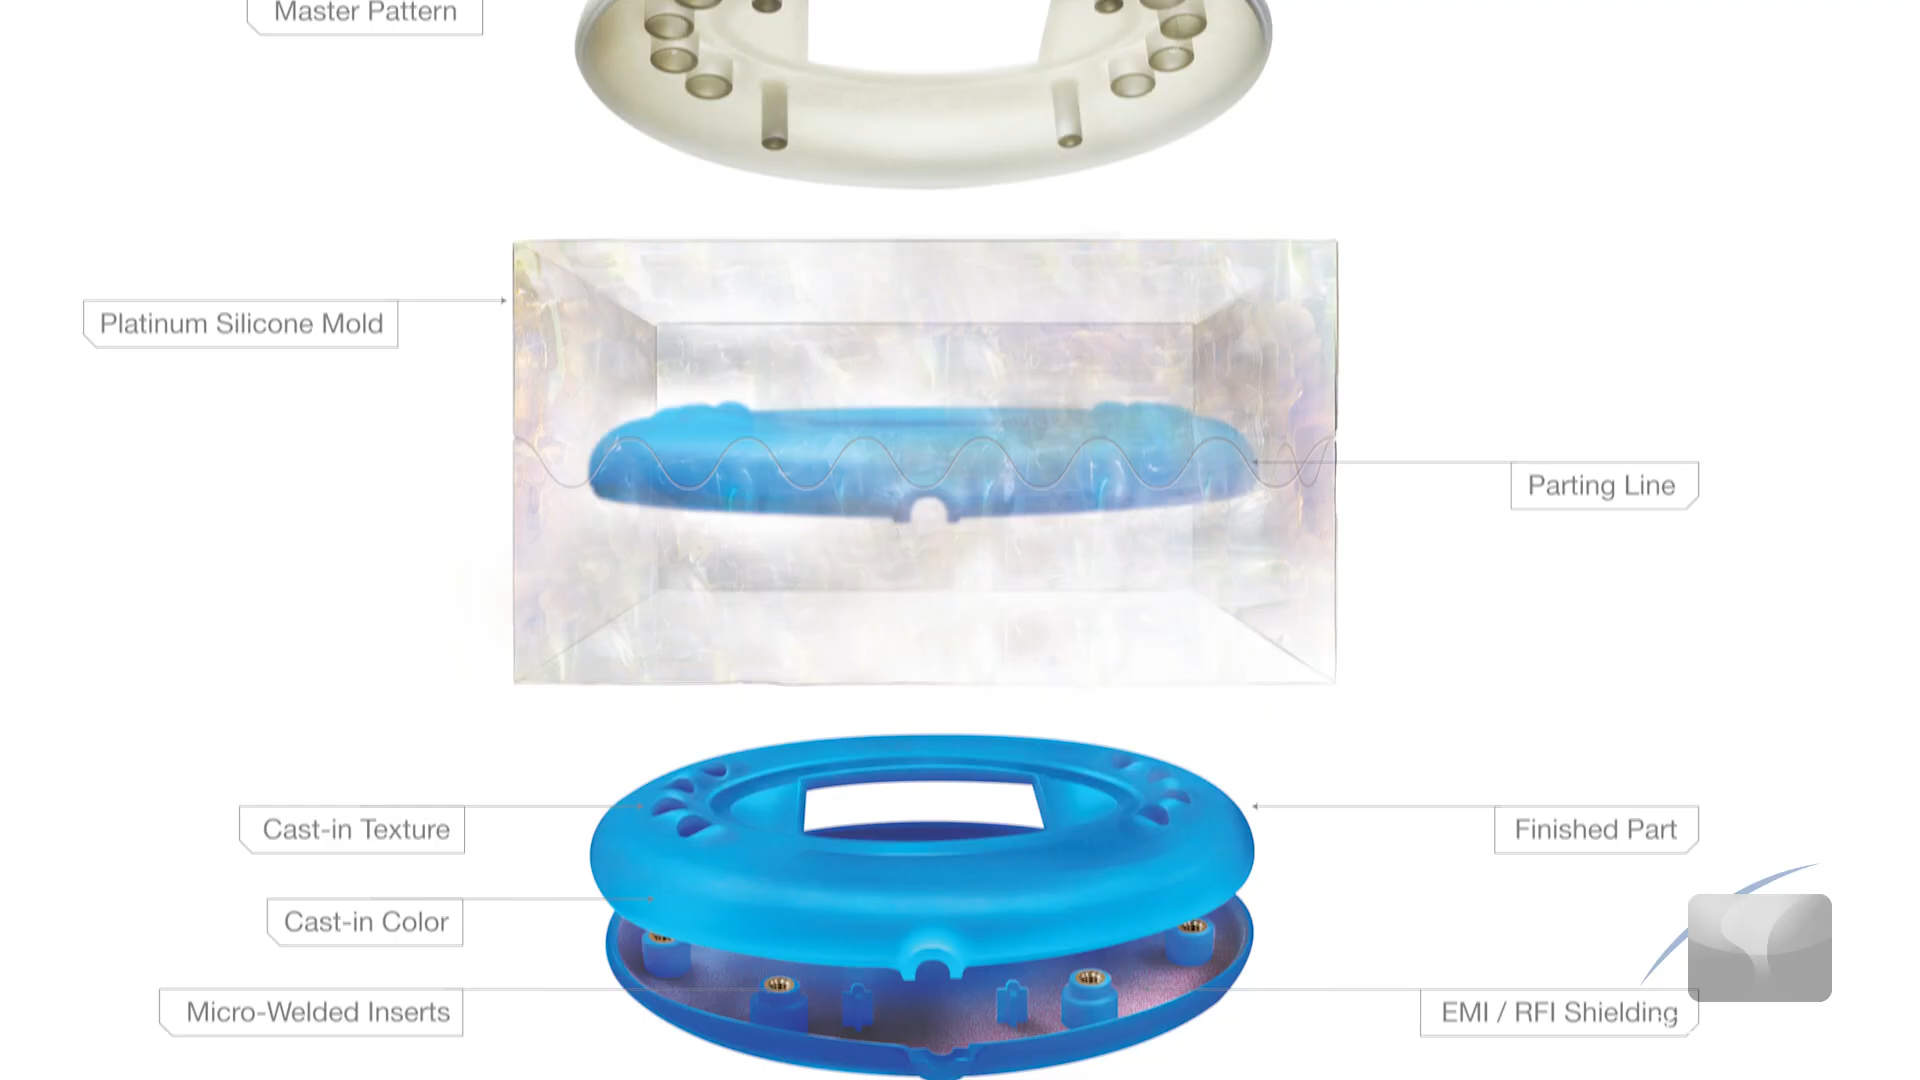 Master Pattern
Platinum Silicone Mold
Parting Line
Cast-in Texture
Finished Part
Cast-in Color
Micro-Welded Inserts
EMI / RFI Shielding